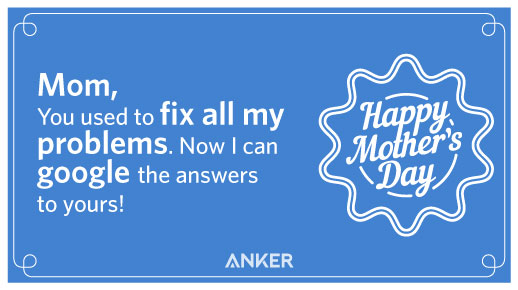 Mom,
You used to fix all my
problems. Now I can
google the answers
to yours!
Happy
Mother's
Day
ANKER